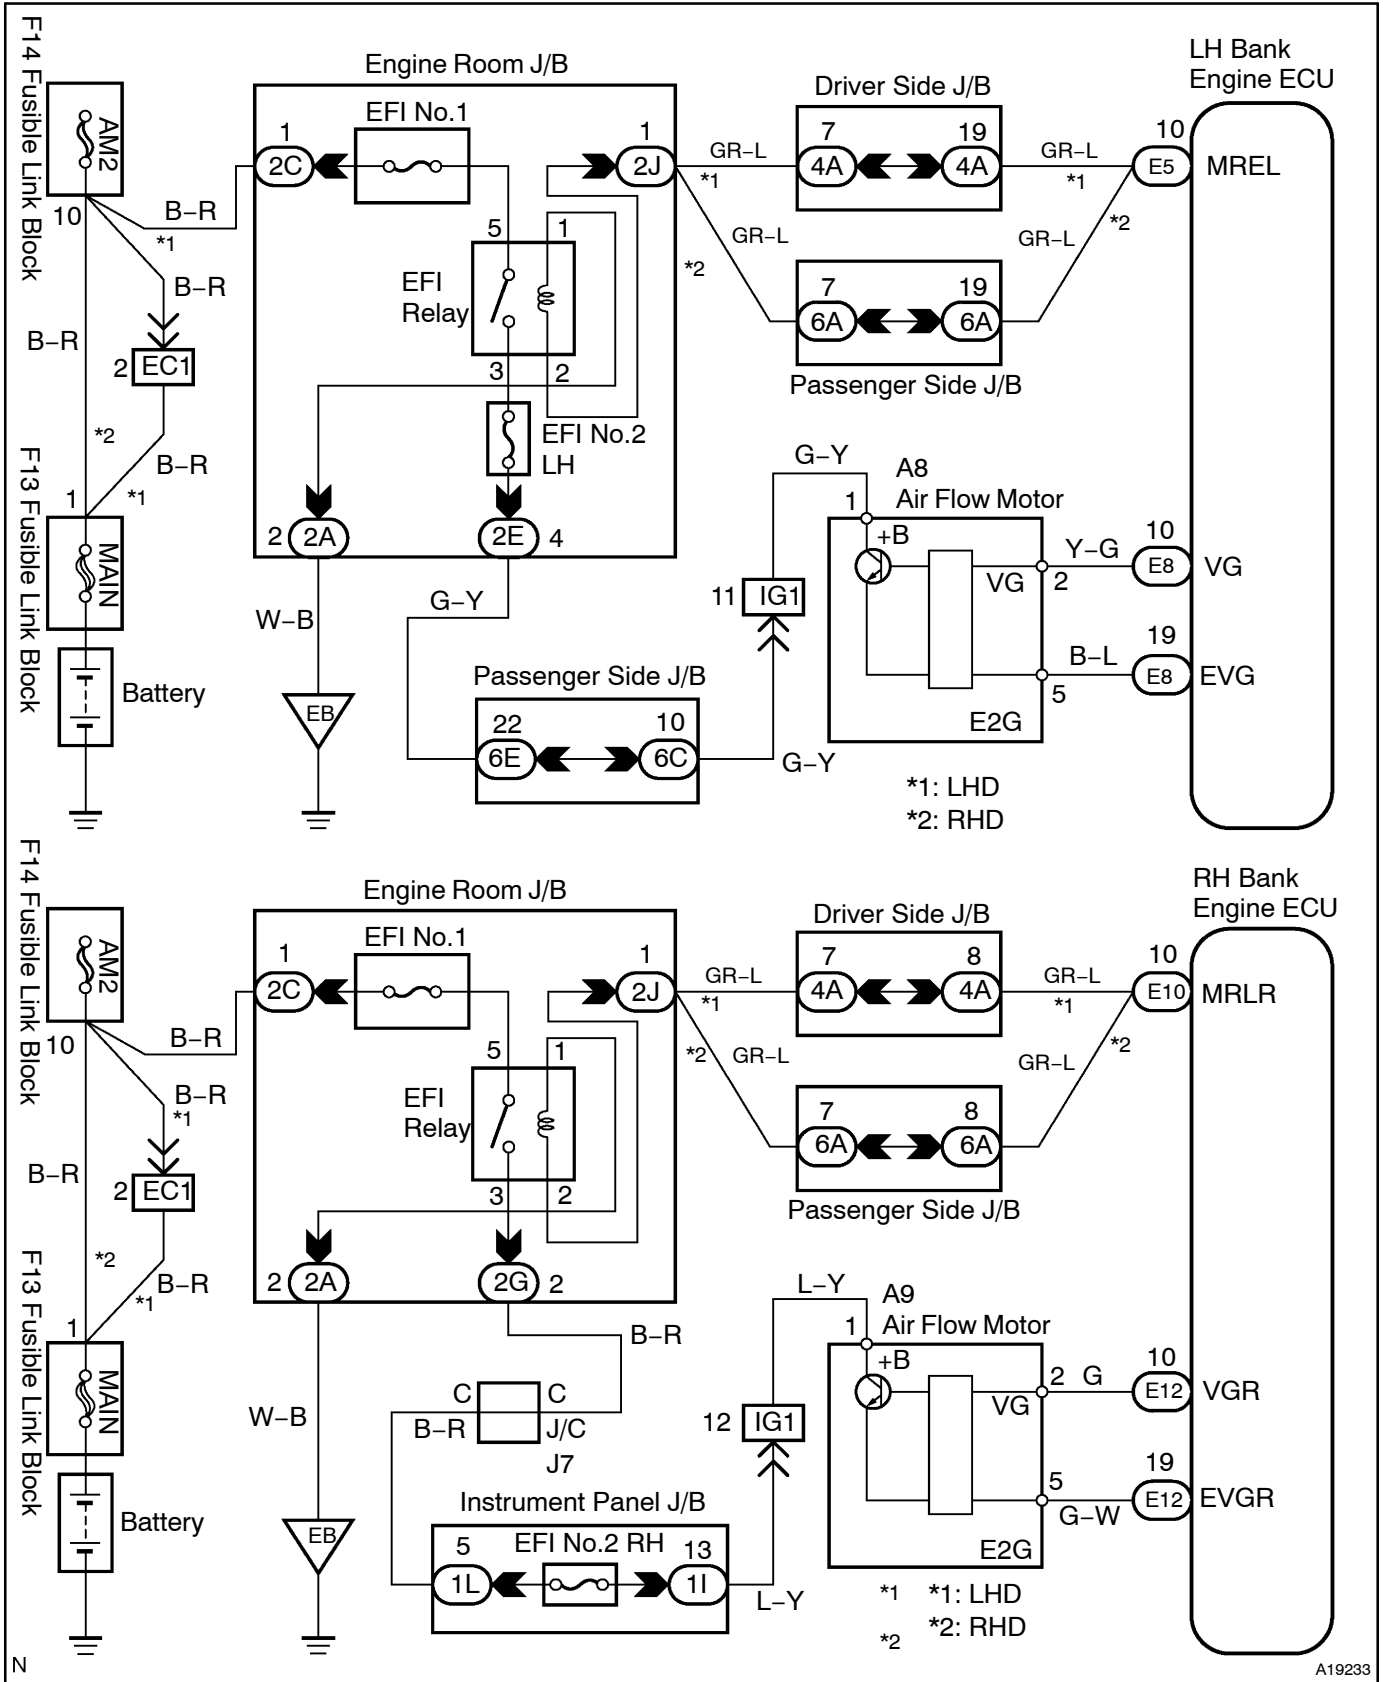 F14 Fusible Link Block
AM2
10
B–R
*1
B–R
B–R
2 EC1
*2
B–R
*1
F13 Fusible Link Block
1
MAIN
Battery
Engine Room J/B
EFI No.1
1
2C
1
2J
5
1
EFI
Relay
3
2
EFI No.2
LH
2 2A
2E 4
W–B
EB
G–Y
Passenger Side J/B
22
6E
10
6C
G–Y
11 IG1
G–Y
GR–L
*1
GR–L
*2
Driver Side J/B
7
4A
19
4A
GR–L
*1
GR–L
*2
7
6A
19
6A
Passenger Side J/B
LH Bank
Engine ECU
10
E5
MREL
A8
Air Flow Motor
1
+B
VG
2
Y–G
10
E8
VG
5
B–L
19
E8
EVG
E2G
*1: LHD
*2: RHD
F14 Fusible Link Block
AM2
10
B–R
B–R
*1
B–R
2 EC1
*2
B–R
*1
F13 Fusible Link Block
1
MAIN
Battery
Engine Room J/B
EFI No.1
1
2C
1
2J
5
1
EFI
Relay
3
2
2 2A
2G 2
W–B
EB
B–R
C
C
B–R
J/C
J7
Instrument Panel J/B
EFI No.2 RH
5
1L
13
1I
L–Y
12 IG1
L–Y
GR–L
*1
*2
GR–L
Driver Side J/B
7
4A
8
4A
GR–L
*1
GR–L
*2
7
6A
8
6A
Passenger Side J/B
RH Bank
Engine ECU
10
E10
MRLR
A9
Air Flow Motor
1
+B
VG
2
G
10
E12
VGR
5
G–W
19
E12
EVGR
E2G
*1
*1: LHD
*2: RHD
*2
N
A19233